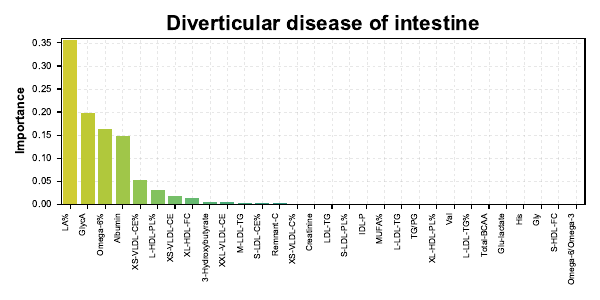 Diverticular disease of intestine
Importance
0.35
0.30
0.25
0.20
0.15
0.10
0.05
0.00
LA%
GlycA
Omega-6%
Albumin
XS-VLDL-CE%
L-HDL-PL%
XS-VLDL-CE
XL-HDL-FC
3-Hydroxybutyrate
XXL-VLDL-CE
M-LDL-TG
S-LDL-CE%
Remnant-C
XS-VLDL-C%
Creatinine
LDL-TG
S-LDL-PL%
IDL-P
MUFA%
L-LDL-TG
TG/PG
XL-HDL-PL%
Val
L-LDL-TG%
Total-BCAA
Glu-lactate
His
Gly
S-HDL-FC
Omega-6/Omega-3